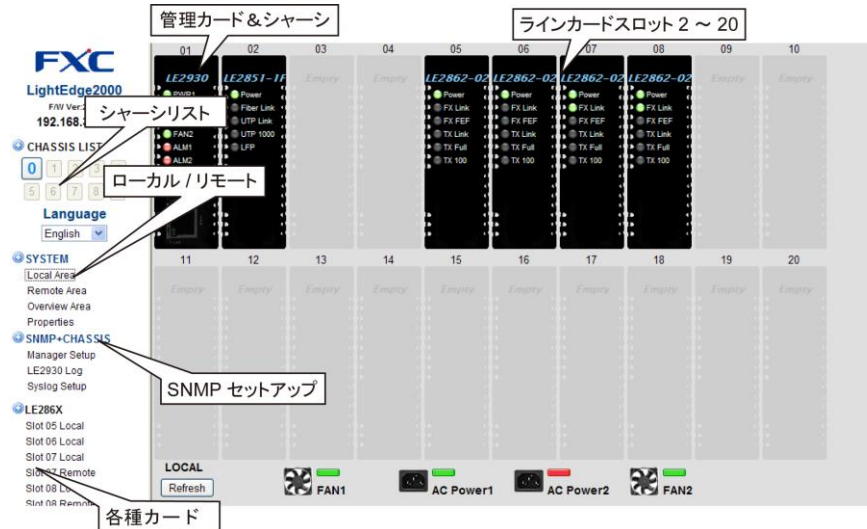 管理カード＆シャーシ
ラインカードスロット 2 ～ 20
FXC
LightEdge2000
F/W Ver:
192.168.
シャーシリスト
CHASSIS LIST
0 1 2
5 6 7 8
ローカル / リモート
Language
English
SYSTEM
Local Area
Remote Area
Overview Area
Properties
SNMP+CHASSIS
Manager Setup
LE2930 Log
Syslog Setup
SNMP セットアップ
LE286X
Slot 05 Local
Slot 06 Local
Slot 07 Local
Slot 07 Remote
Slot 08
Slot 08 Remote
各種カード
01 02 03 04 05 06 07 08 09 10
LE2930
PWR1
FAN2
ALM1
ALM2
LE2851-1F
Power
Fiber Link
UTP Link
UTP 1000
LFP
Empty
Empty
LE2862-02
Power
FX Link
FX FEF
TX Link
TX Full
TX 100
LE2862-02
Power
FX Link
FX FEF
TX Link
TX Full
TX 100
LE2862-02
Power
FX Link
FX FEF
TX Link
TX Full
TX 100
LE2862-02
Power
FX Link
FX FEF
TX Link
TX Full
TX 100
Empty
Empty
11 12 13 14 15 16 17 18 19 20
Empty Empty Empty Empty Empty Empty Empty Empty Empty Empty
LOCAL
Refresh
FAN1
AC Power1
AC Power2
FAN2